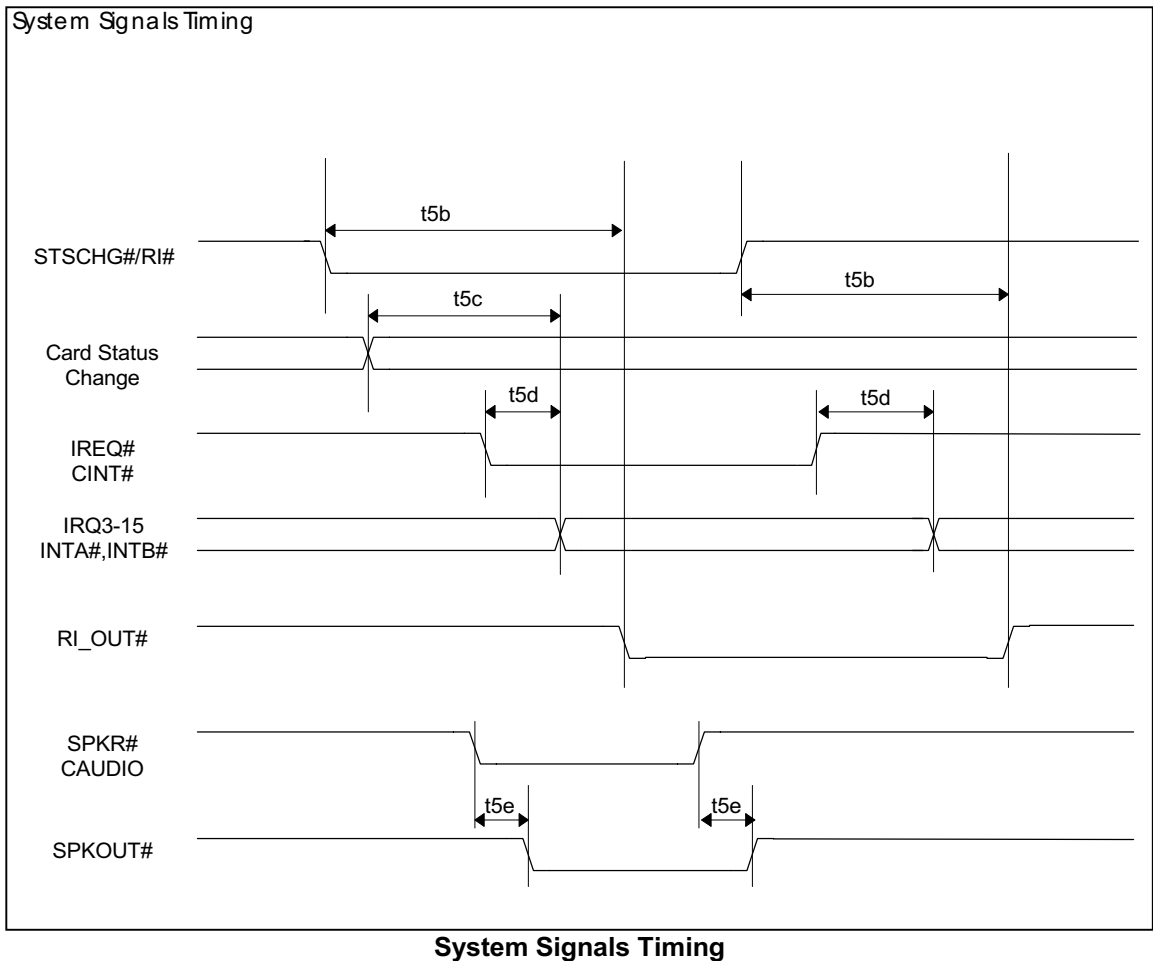 System Signals Timing
t5b
STSCHG#/RI#
t5b
t5c
Card Status
Change
t5d
t5d
IREQ#
CINT#
IRQ3-15
INTA#,INTB#
RI_OUT#
SPKR#
CAUDIO
t5e
t5e
SPKOUT#
System Signals Timing